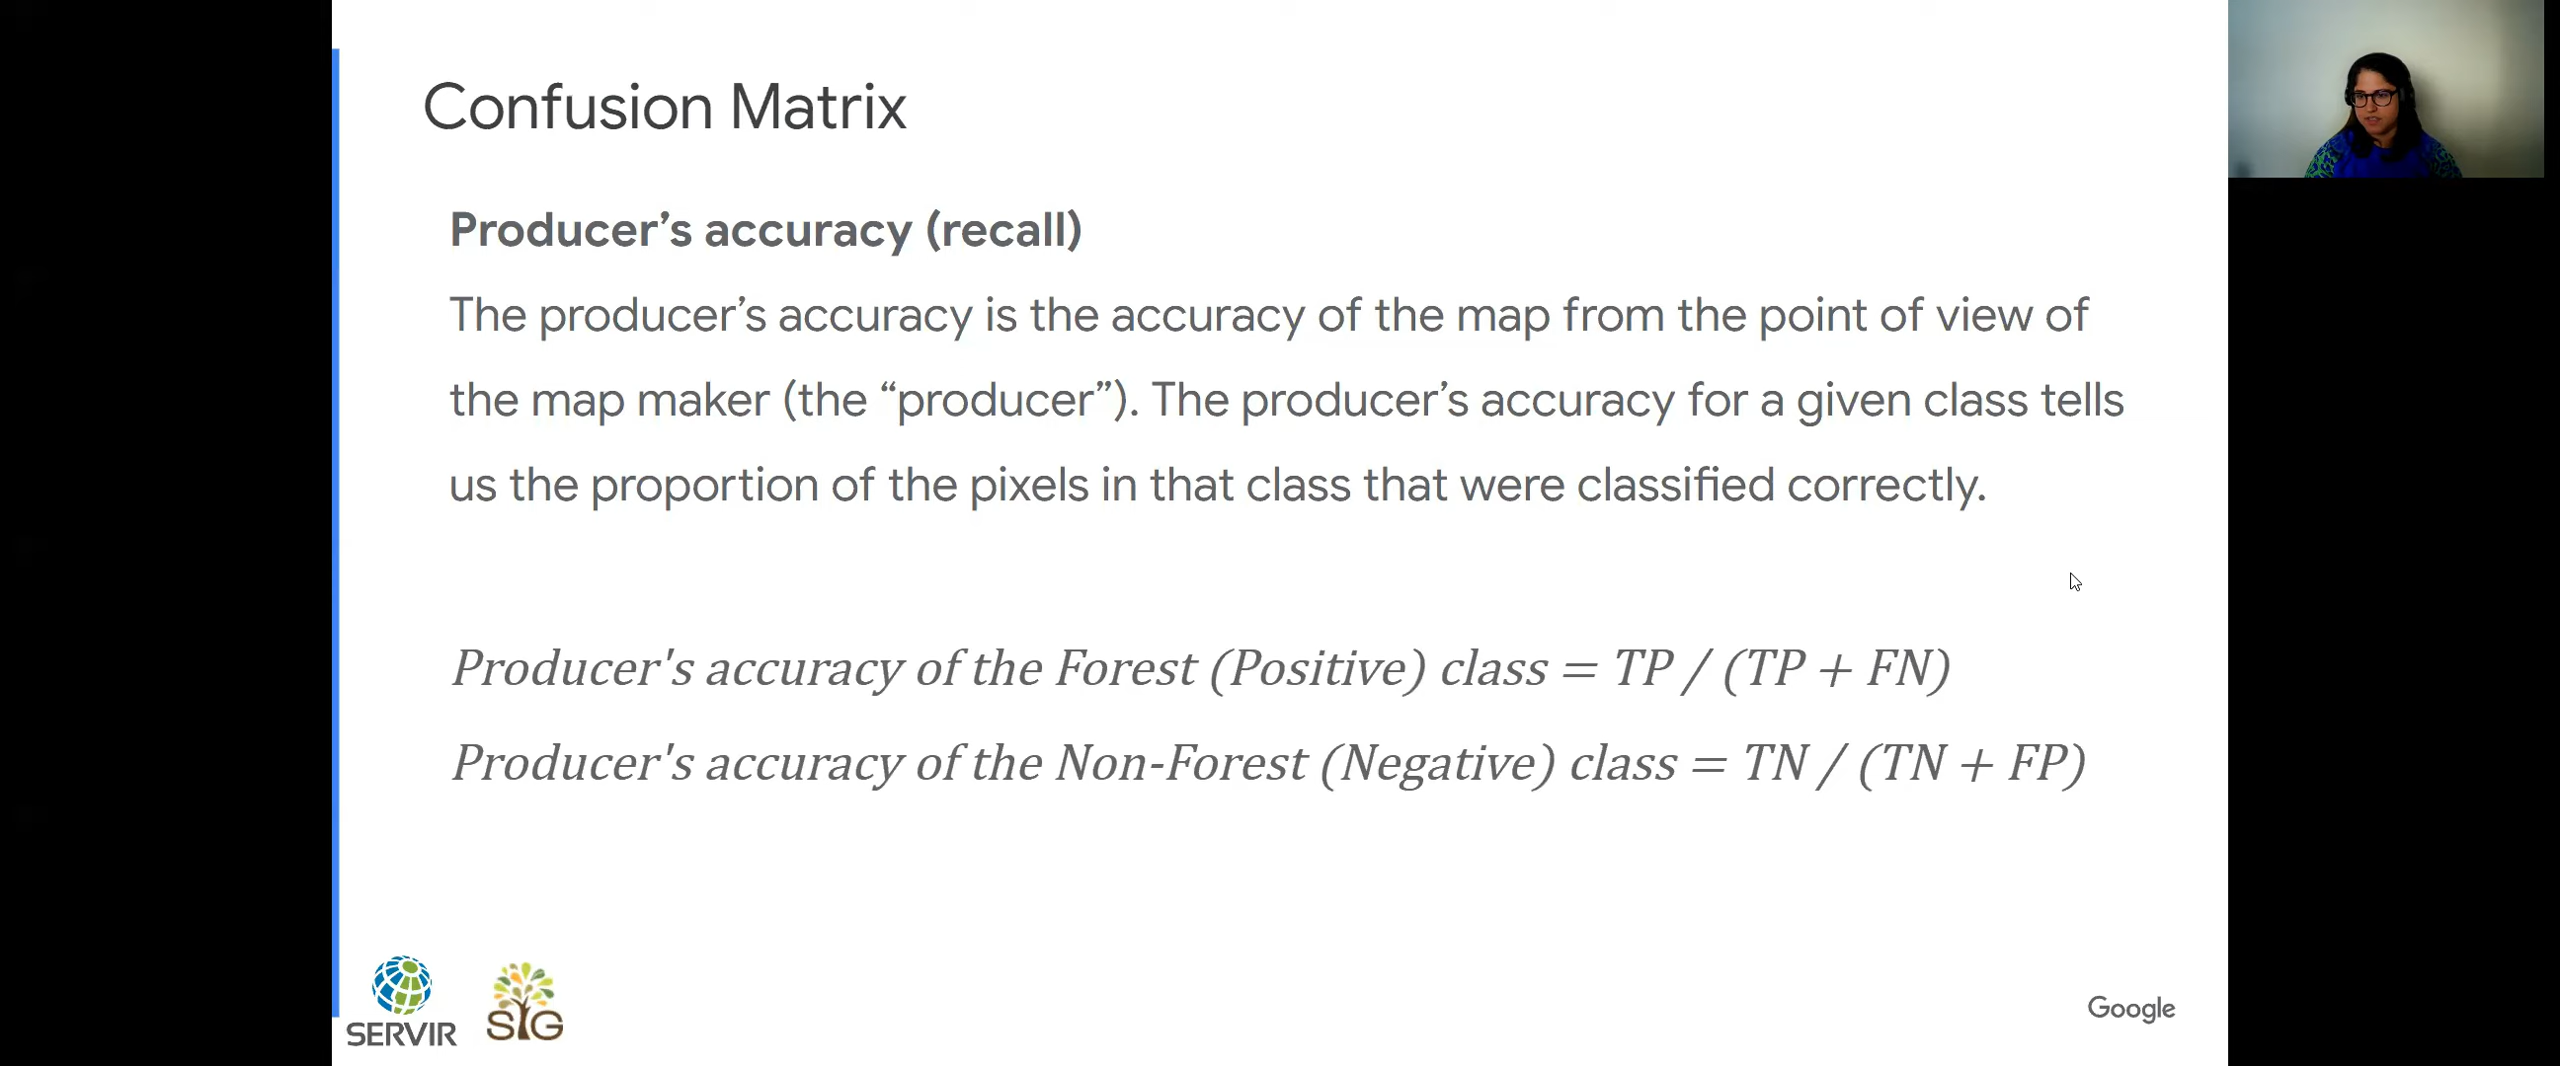 Confusion Matrix
Producer’s accuracy (recall)
The producer’s accuracy is the accuracy of the map from the point of view of
the map maker (the “producer”). The producer’s accuracy for a given class tells
us the proportion of the pixels in that class that were classified correctly.
Producer's accuracy of the Forest (Positive) class = TP / (TP + FN)
Producer's accuracy of the Non-Forest (Negative) class = TN / (TN + FP)
SERVIR
SIG
Google